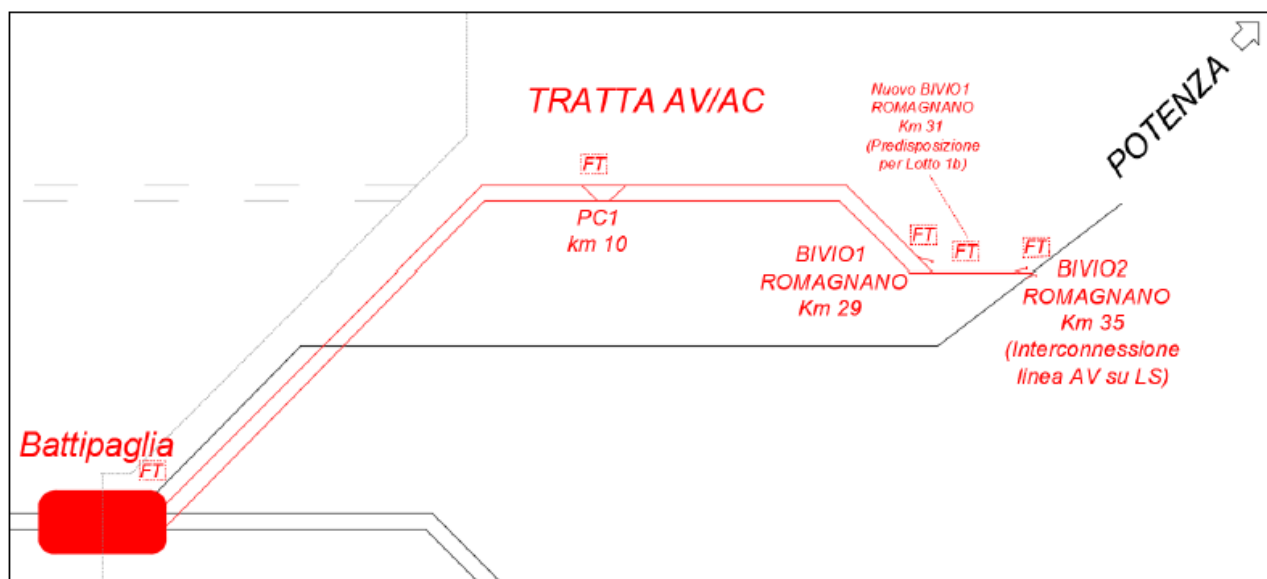 TRATTA AV/AC
Nuovo BIVIO1
ROMAGNANO
Km 31
(Predisposizione
per Lotto 1b)
POTENZA
FT
PC1
km 10
FT
FT
FT
BIVIO1
ROMAGNANO
Km 29
BIVIO2
ROMAGNANO
Km 35
(Interconnessione
linea AV su LS)
Battipaglia
FT